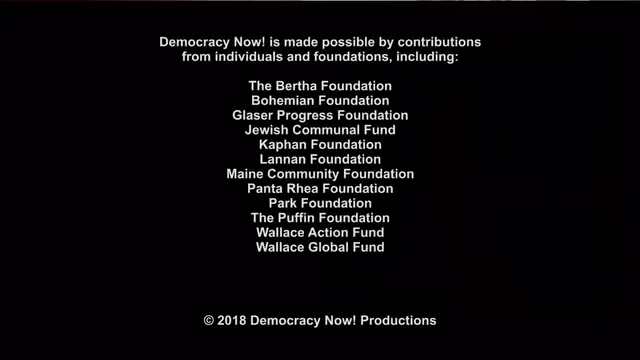 Democracy Now! is made possible by contributions
from individuals and foundations, including:
The Bertha Foundation
Bohemian Foundation
Glaser Progress Foundation
Jewish Communal Fund
Kaphan Foundation
Lannan Foundation
Maine Community Foundation
Panta Rhea Foundation
Park Foundation
The Puffin Foundation
Wallace Action Fund
Wallace Global Fund
© 2018 Democracy Now! Productions